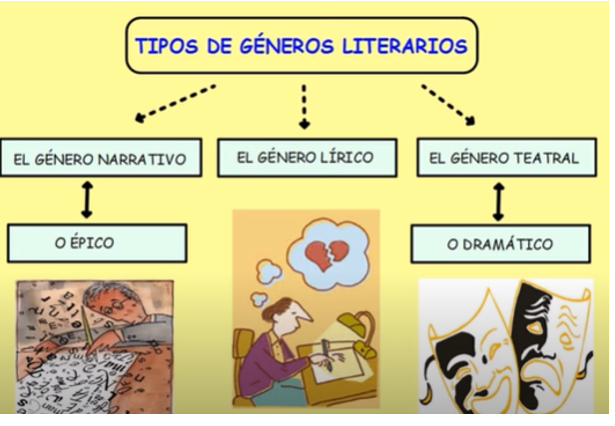 TIPOS DE GÉNEROS LITERARIOS
EL GÉNERO NARRATIVO
EL GÉNERO LÍRICO
EL GÉNERO TEATRAL
O ÉPICO
O DRAMÁTICO